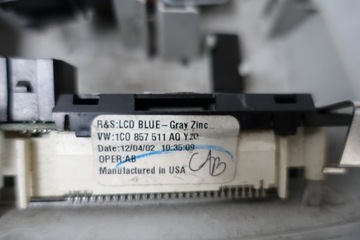 R&S:LCD BLUE-Gray Zinc
VW:1C0 857 511 AQ
Date:12/04/02 10:35:09
OPER:AB
Manufactured in USA
CAB